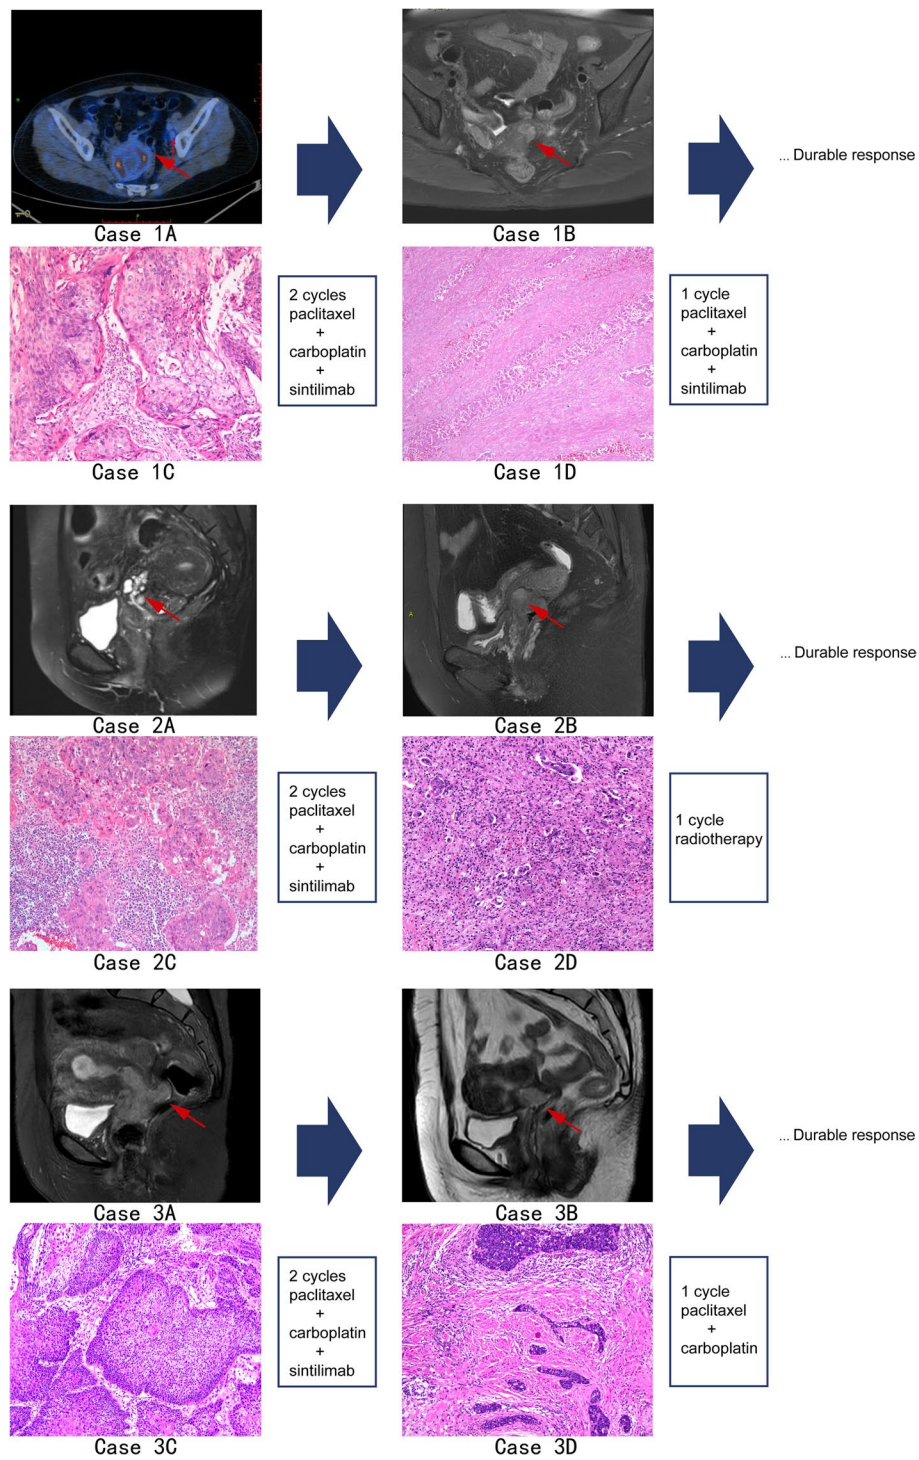 ... Durable response
Case 1A
Case 1B
2 cycles
paclitaxel
+
carboplatin
+
sintilimab
1 cycle
paclitaxel
+
carboplatin
+
sintilimab
Case 1C
Case 1D
... Durable response
A
Case 2A
Case 2B
2 cycles
paclitaxel
+
carboplatin
+
sintilimab
1 cycle
radiotherapy
Case 2C
Case 2D
... Durable response
Case 3A
Case 3B
2 cycles
paclitaxel
+
carboplatin
+
sintilimab
1 cycle
paclitaxel
+
carboplatin
Case 3C
Case 3D